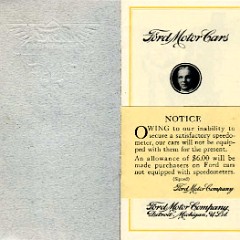 Ford Motor Cars
NOTICE
OWING to our inability to
secure a satisfactory speedo-
meter, our cars will not be equip-
ped with them for the present.
An allowance of $6.00 will be
made purchasers on Ford cars
not equipped with speedometers.
(Signed)
Ford Motor Company
Ford Motor Company,
Detroit, Michigan, U.S.A.